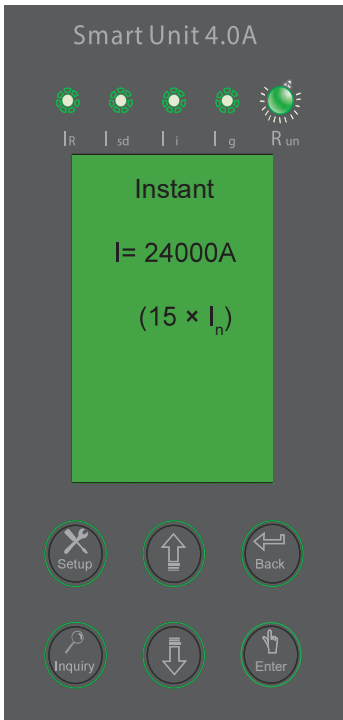 Smart Unit 4.0A
IR Isd Ii Ig Run
Instant
I= 24000A
(15 × In)
Setup
Back
Inquiry
Enter